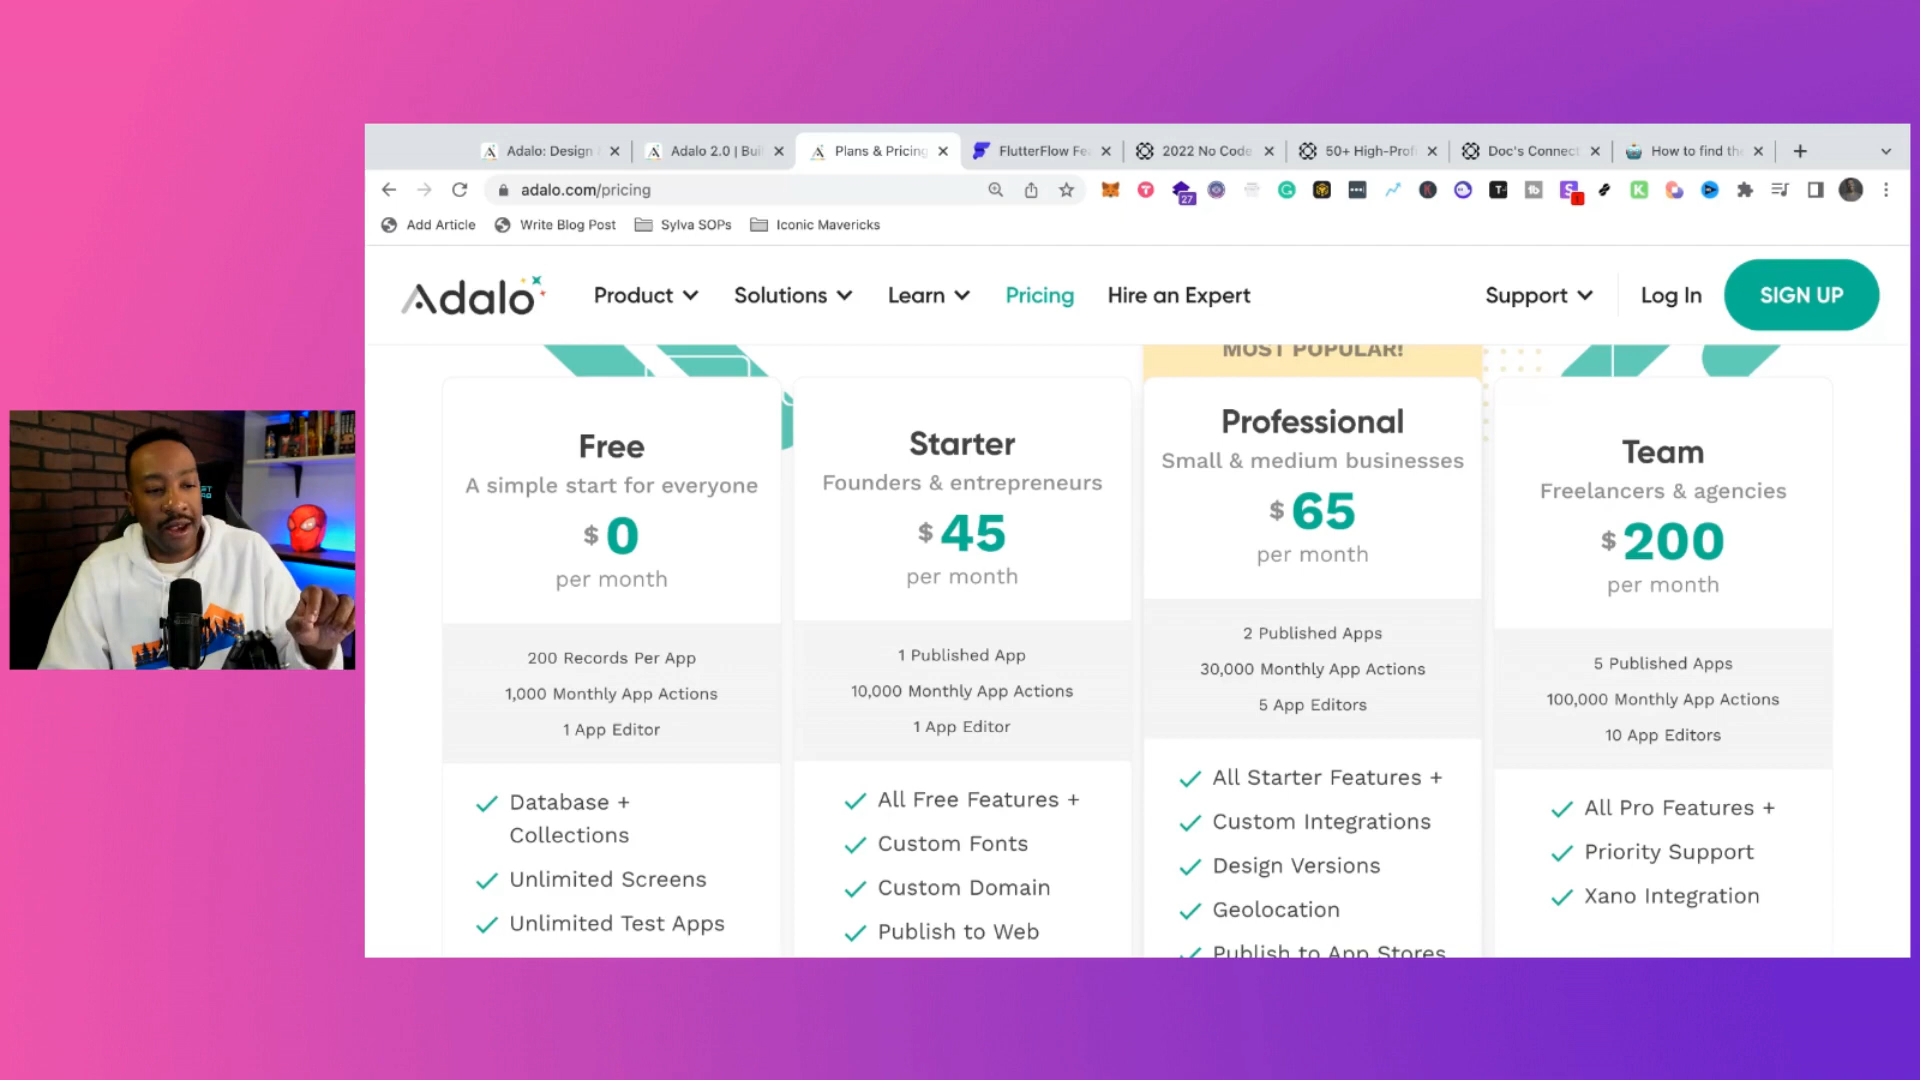 Adalo: Design
Adalo 2.0 | Buil
Plans & Pricing
FlutterFlow Fea
2022 No Code
50+ High-Profi
Doc's Connect
How to find the
adalo.com/pricing
27
Add Article
Write Blog Post
Sylva SOPs
Iconic Mavericks
Adalo
Product
Solutions
Learn
Pricing
Hire an Expert
Support
Log In
SIGN UP
MOST POPULAR!
Free
A simple start for everyone
$ 0
per month
200 Records Per App
1,000 Monthly App Actions
1 App Editor
Database +
Collections
Unlimited Screens
Unlimited Test Apps
Starter
Founders & entrepreneurs
$ 45
per month
1 Published App
10,000 Monthly App Actions
1 App Editor
All Free Features +
Custom Fonts
Custom Domain
Publish to Web
Professional
Small & medium businesses
$ 65
per month
2 Published Apps
30,000 Monthly App Actions
5 App Editors
All Starter Features +
Custom Integrations
Design Versions
Geolocation
Publish to App Stores
Team
Freelancers & agencies
$ 200
per month
5 Published Apps
100,000 Monthly App Actions
10 App Editors
All Pro Features +
Priority Support
Xano Integration